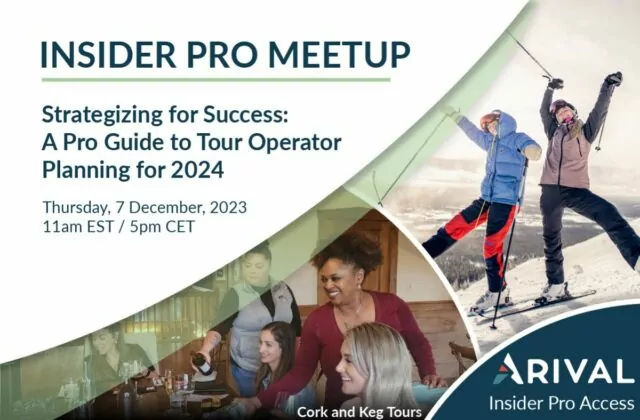 INSIDER PRO MEETUP
Strategizing for Success:
A Pro Guide to Tour Operator
Planning for 2024
Thursday, 7 December, 2023
11am EST / 5pm CET
Cork and Keg Tours
ARIVAL
Insider Pro Access